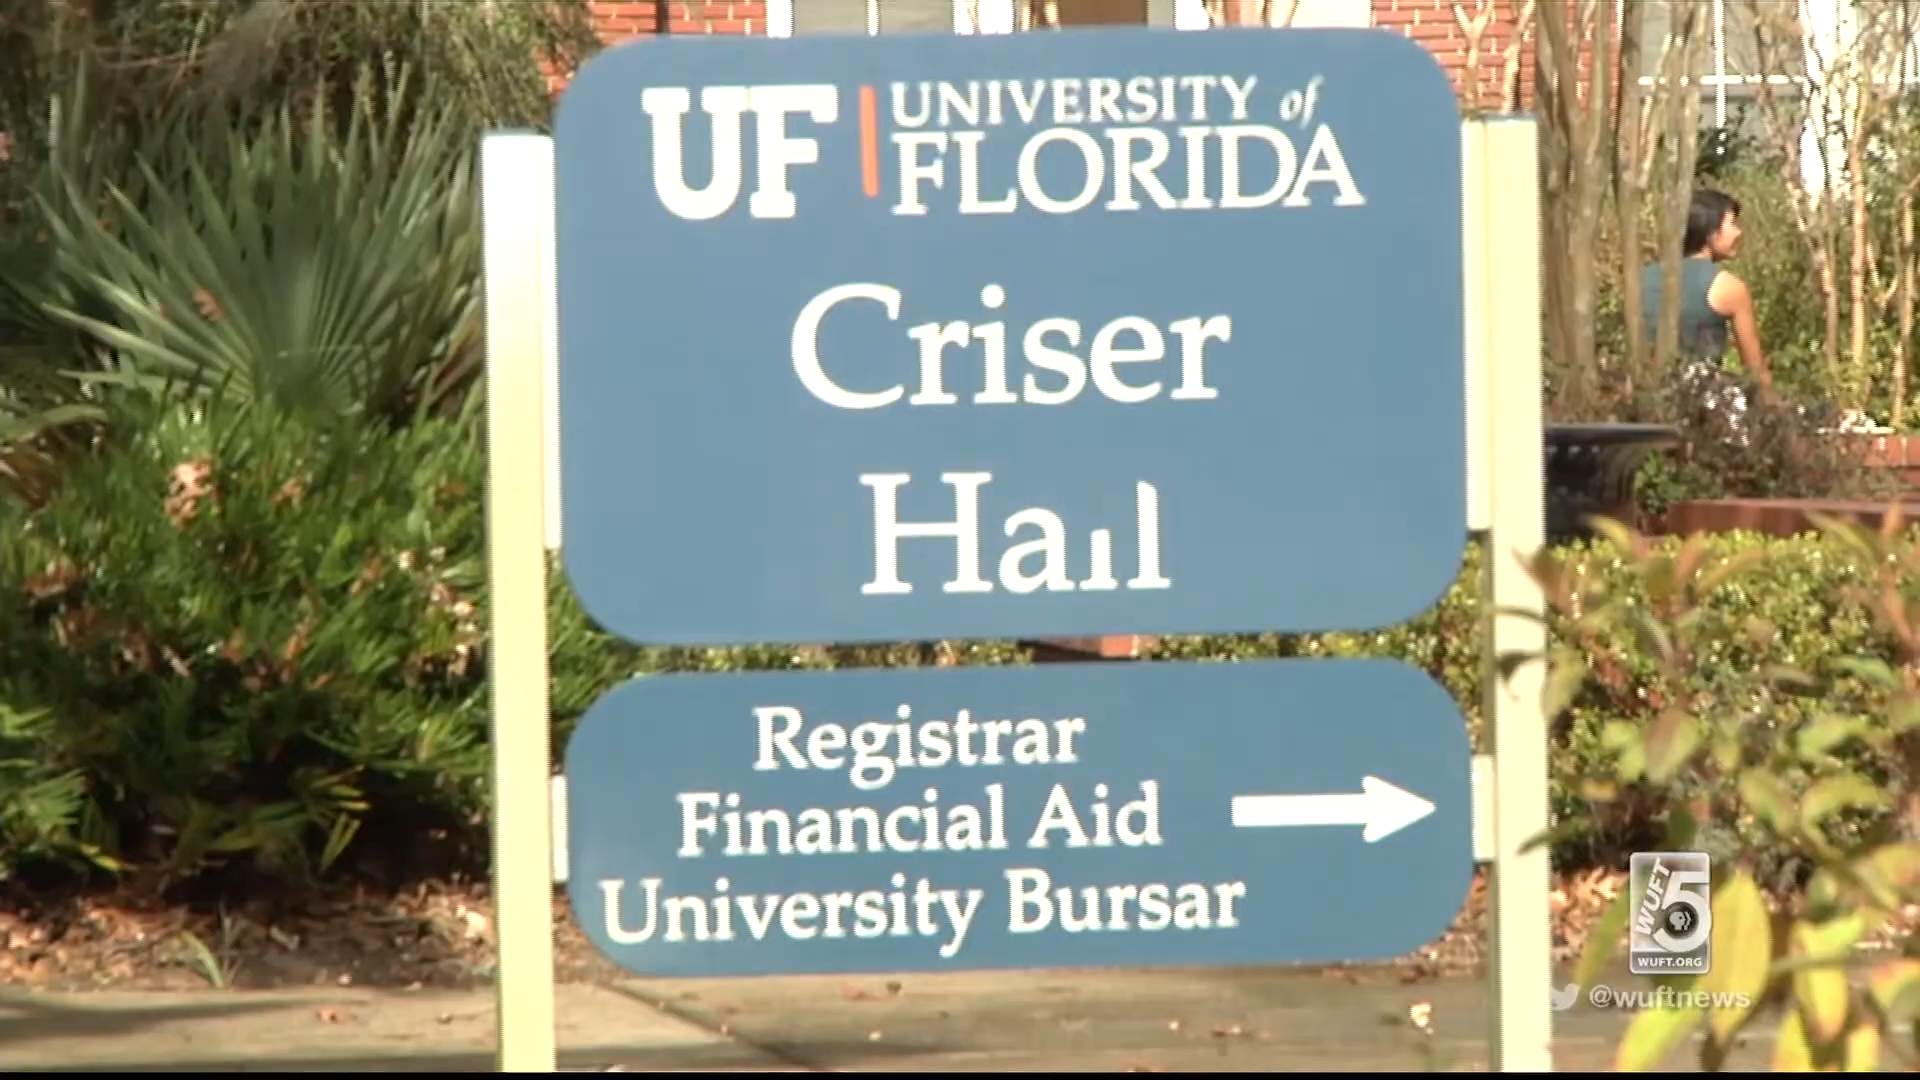 UF | UNIVERSITY of
FLORIDA
Criser
Hall
Registrar
Financial Aid
University Bursar
WUFT 5
WUFT.ORG
@wuftnews